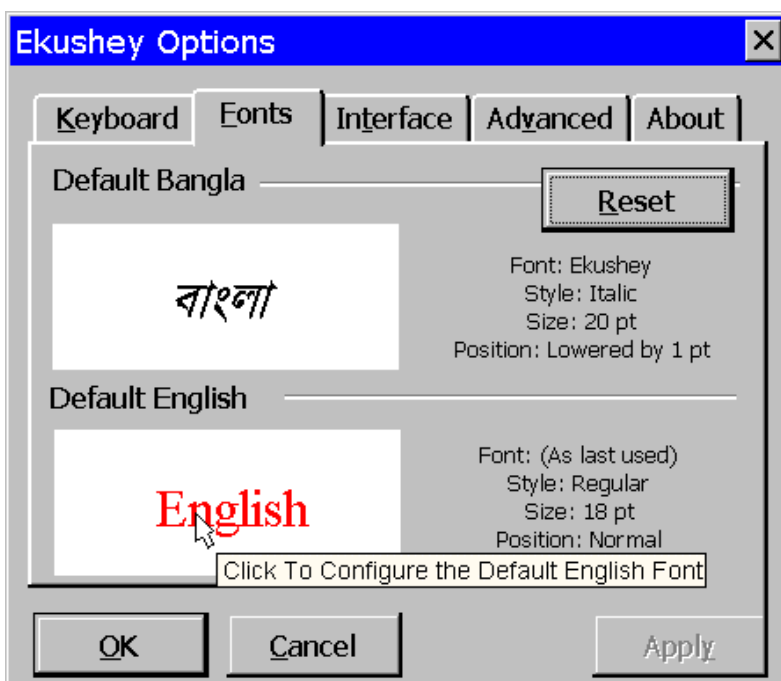 Ekushey Options
Keyboard Fonts Interface Advanced About
Default Bangla
Reset
বাংলা
Font: Ekushey
Style: Italic
Size: 20 pt
Position: Lowered by 1 pt
Default English
English
Font: (As last used)
Style: Regular
Size: 18 pt
Position: Normal
Click To Configure the Default English Font
OK Cancel Apply